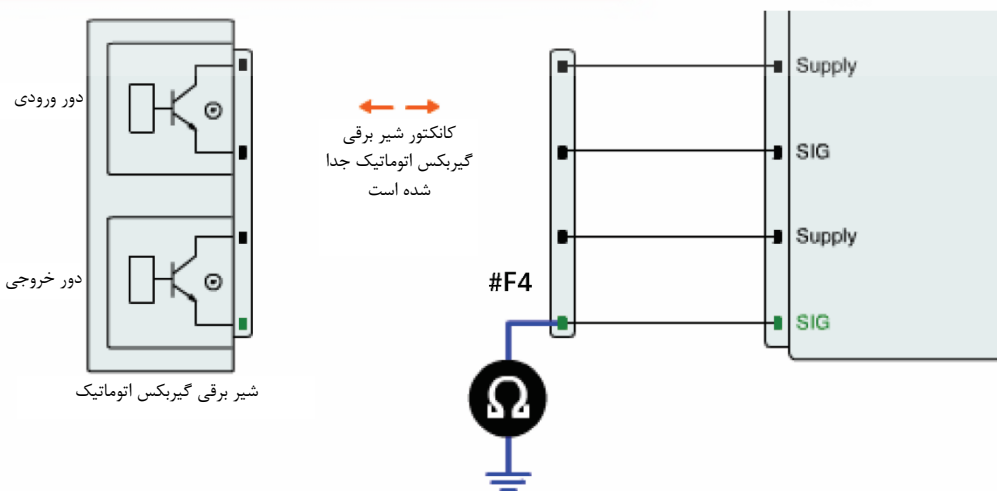 دور ورودی
دور خروجی
شیر برقی گیربکس اتوماتیک
کانکتور شیر برقی
گیربکس اتوماتیک جدا
شده است
#F4
Ω
Supply
SIG
Supply
SIG